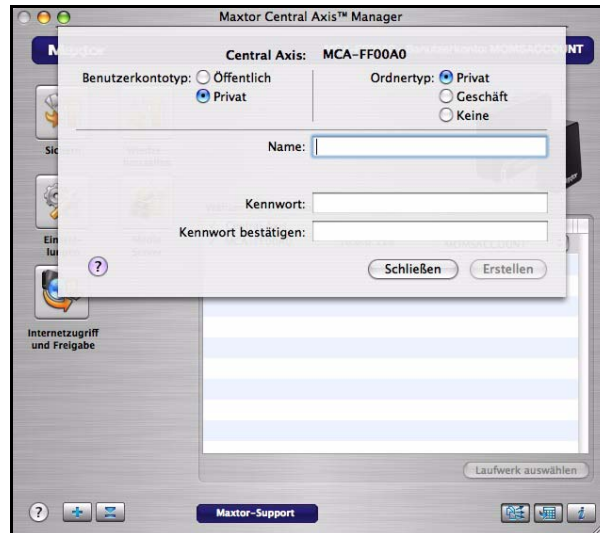 Maxtor Central Axis™ Manager
Central Axis: MCA-FF00A0
Benutzerkontotyp: Öffentlich
Privat
Ordnertyp: Privat
Geschäft
Keine
Name:
Kennwort:
Kennwort bestätigen:
?
Schließen
Erstellen
Internetzugriff
und Freigabe
Laufwerk auswählen
?
Maxtor-Support
i